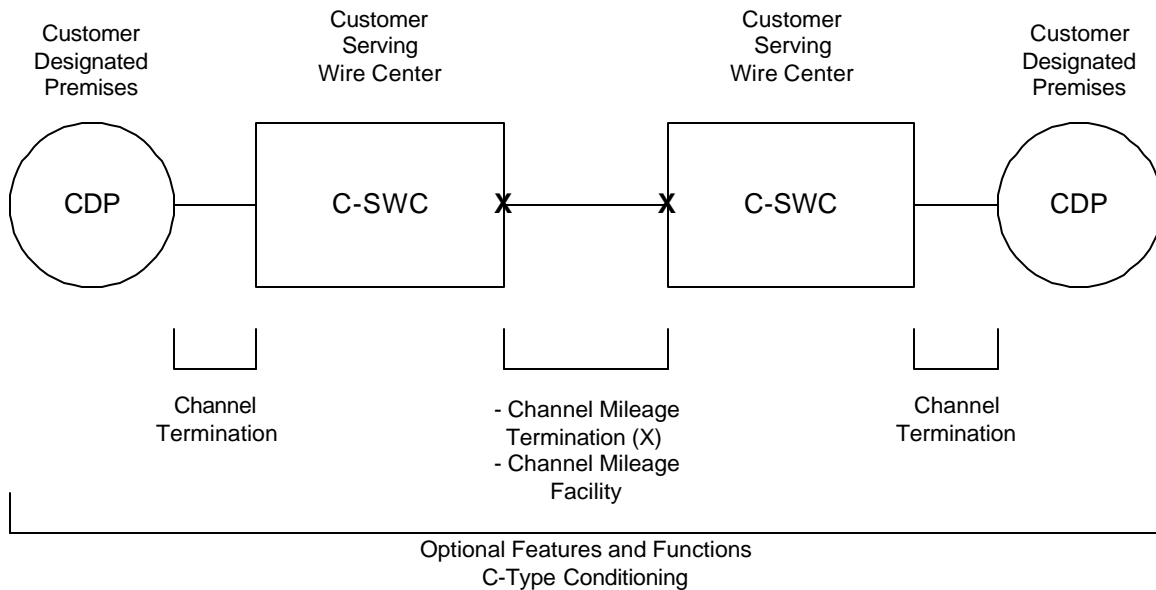 Customer
Designated
Premises
Customer
Serving
Wire Center
Customer
Serving
Wire Center
Customer
Designated
Premises
CDP
C-SWC
X
X
C-SWC
CDP
Channel
Termination
- Channel Mileage
Termination (X)
- Channel Mileage
Facility
Channel
Termination
Optional Features and Functions
C-Type Conditioning